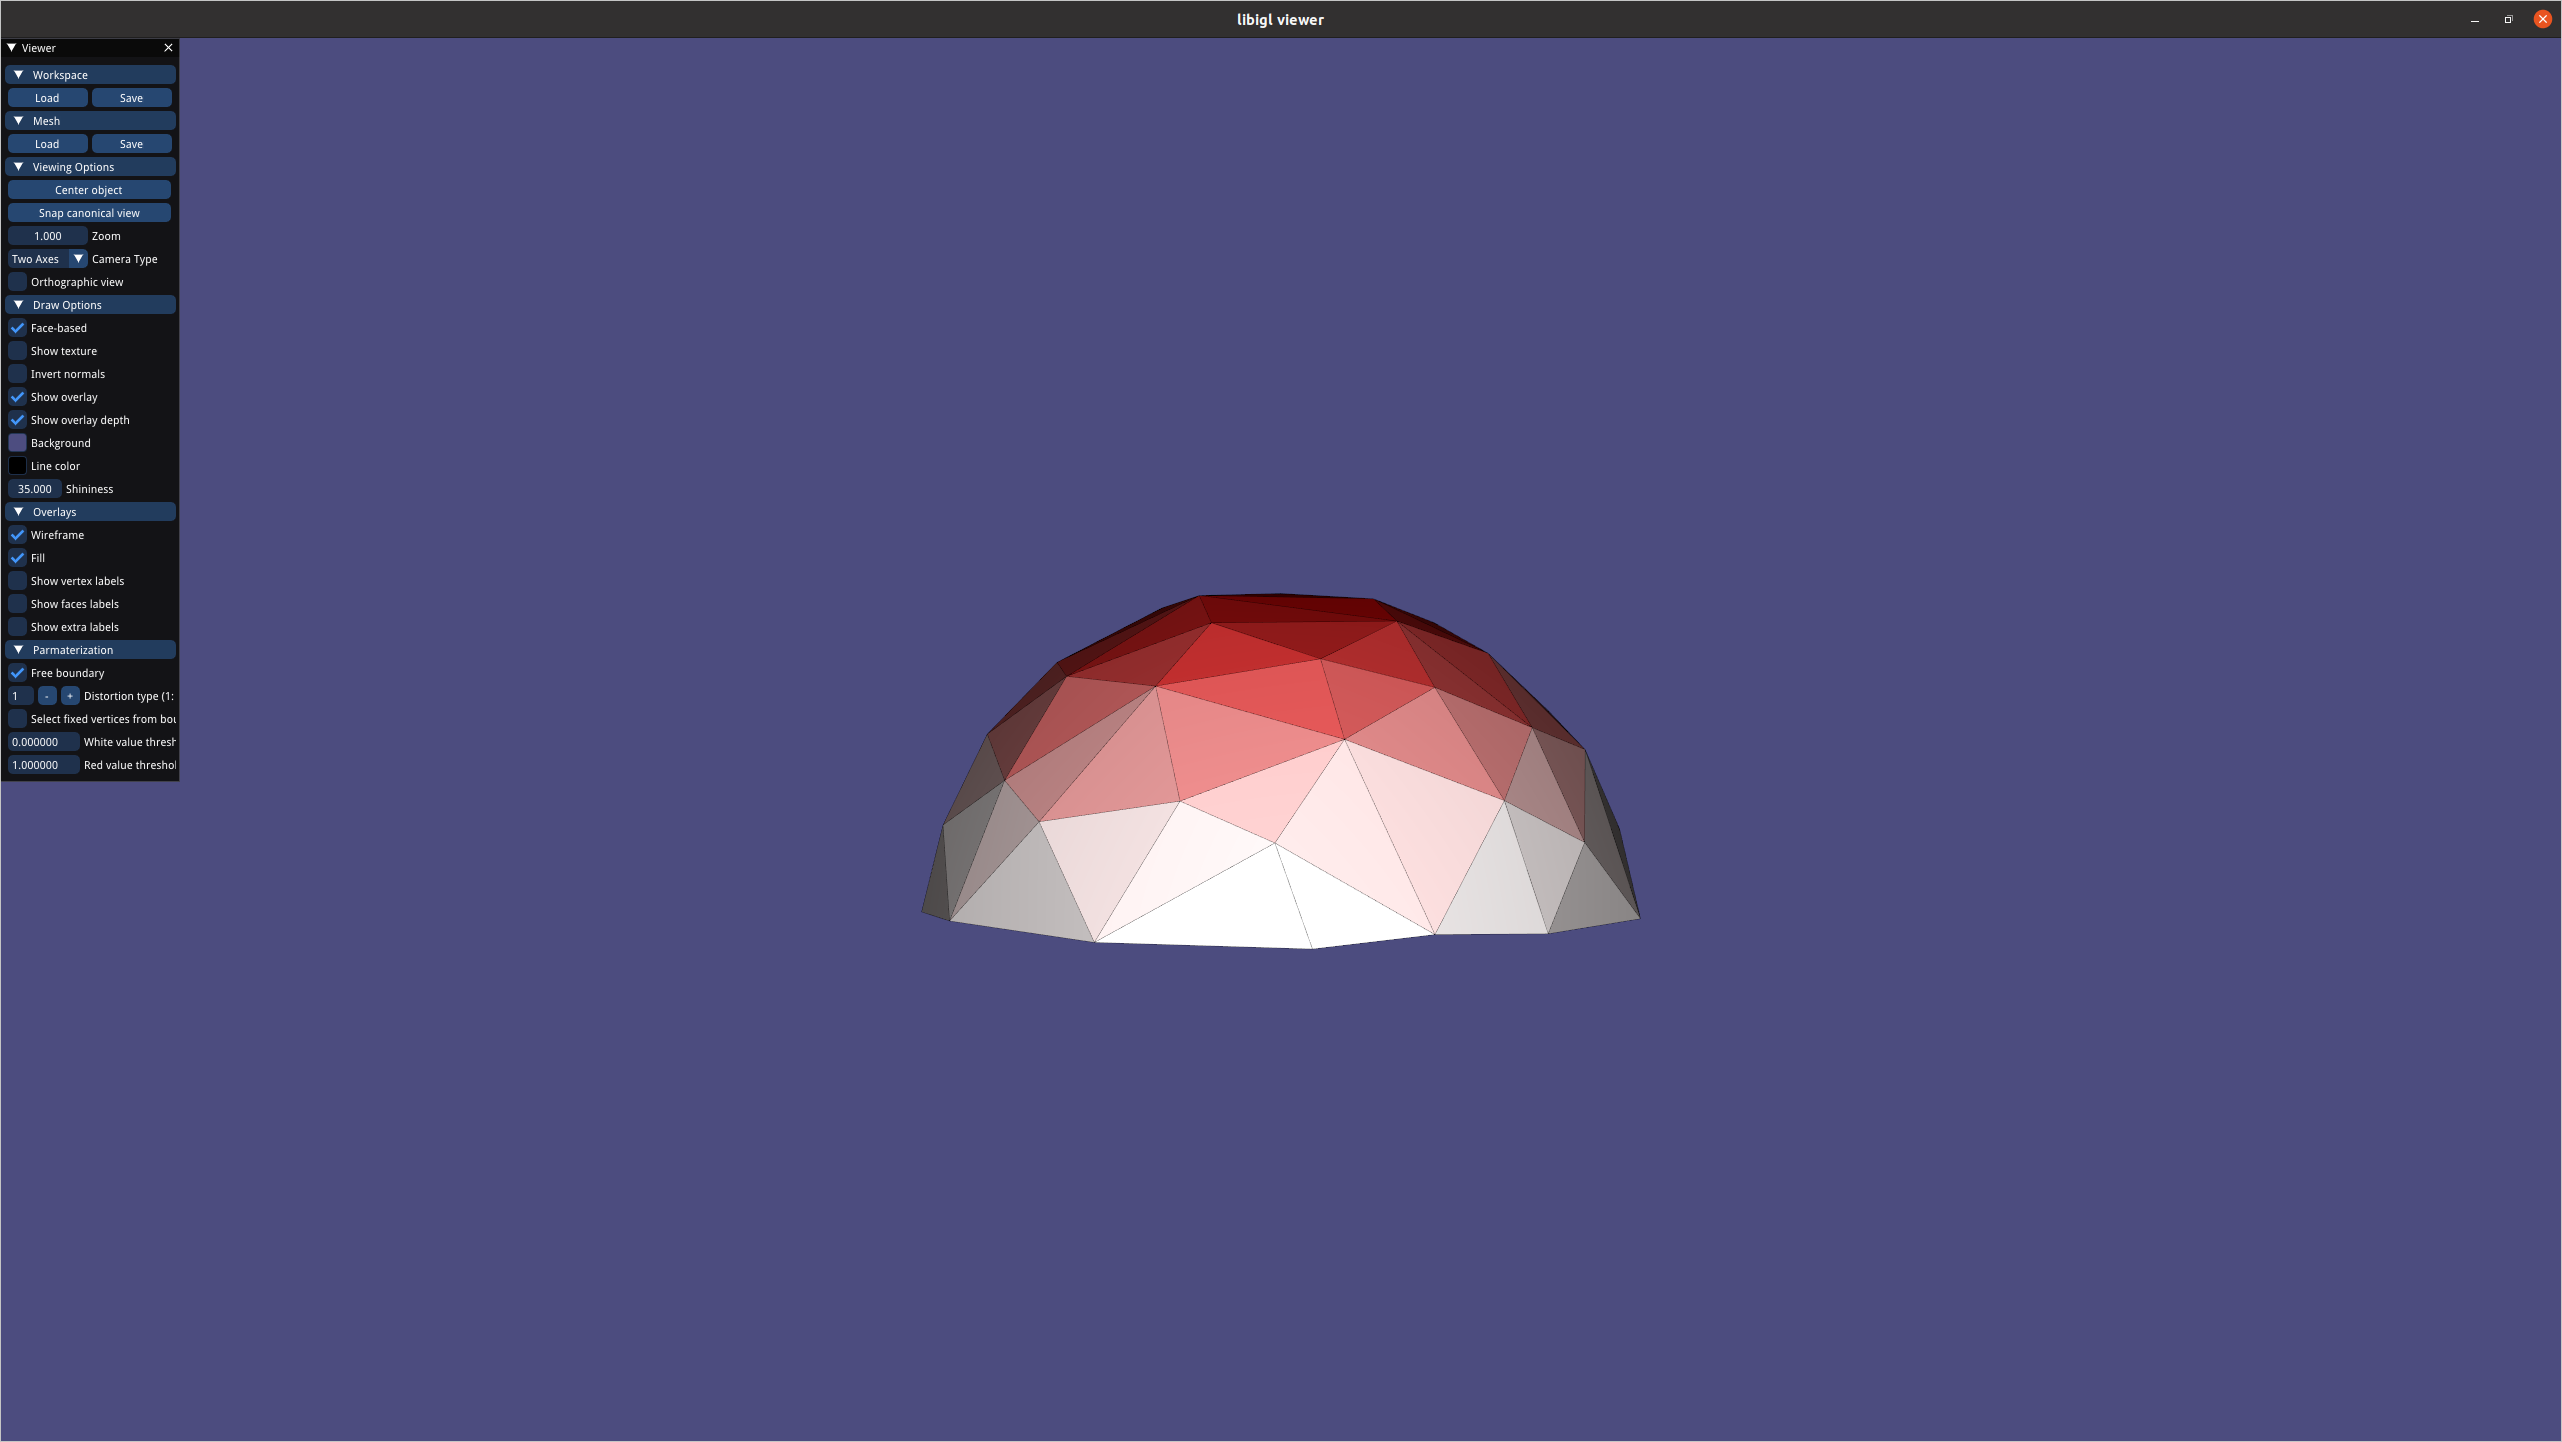 libigl viewer
Viewer
Workspace
Load Save
Mesh
Load Save
Viewing Options
Center object
Snap canonical view
1.000 Zoom
Two Axes Camera Type
Orthographic view
Draw Options
Face-based
Show texture
Invert normals
Show overlay
Show overlay depth
Background
Line color
35.000 Shininess
Overlays
Wireframe
Fill
Show vertex labels
Show faces labels
Show extra labels
Parmaterization
Free boundary
1 - + Distortion type (1:
Select fixed vertices from bou
0.000000 White value thresh
1.000000 Red value threshol